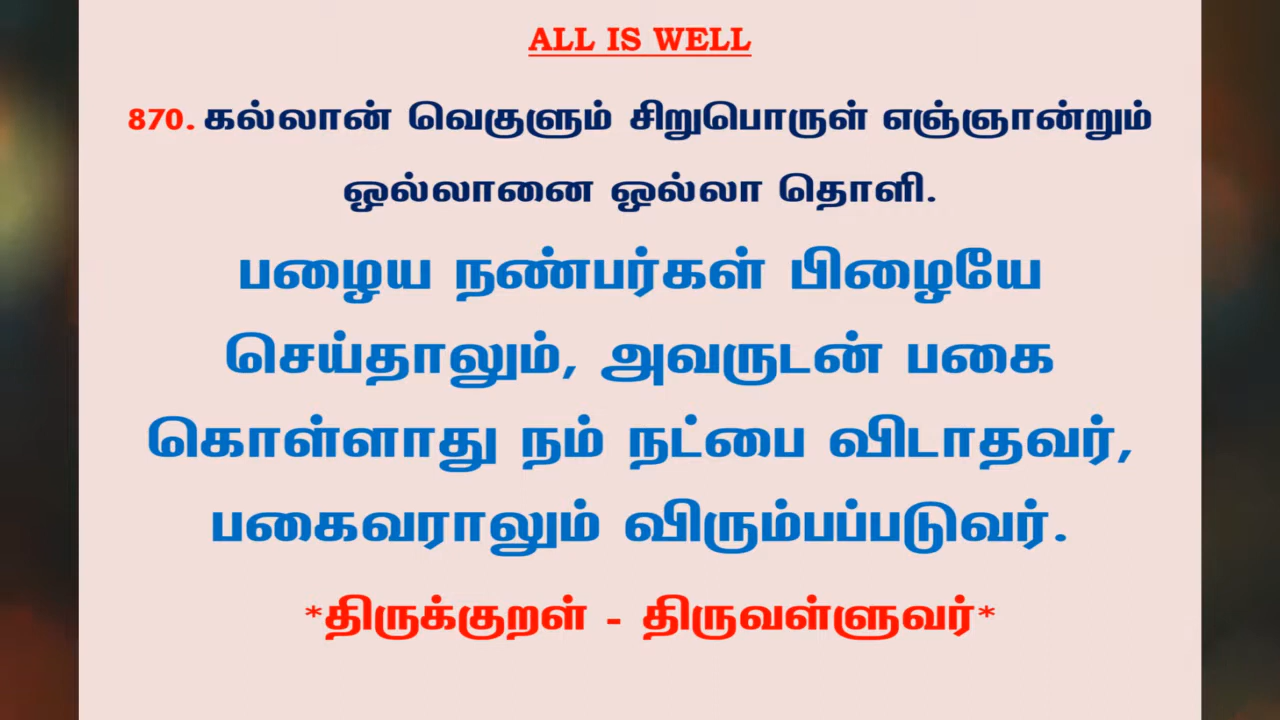 ALL IS WELL
870. கல்லான் வெகுளும் சிறுபொருள் எஞ்ஞான்றும்
ஒல்லானை ஒல்லா தொளி.
பழைய நண்பர்கள் பிழையே
செய்தாலும், அவருடன் பகை
கொள்ளாது நம் நட்பை விடாதவர்,
பகைவராலும் விரும்பப்படுவர்.
*திருக்குறள் - திருவள்ளுவர்*